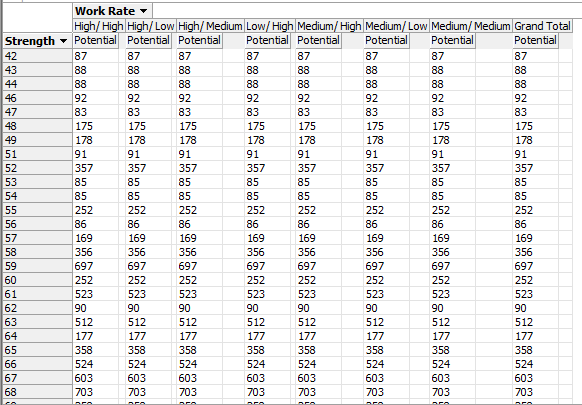 Work Rate
High/ High High/ Low High/ Medium Low/ High Medium/ High Medium/ Low Medium/ Medium Grand Total
Strength Potential Potential Potential Potential Potential Potential Potential Potential
42 87 87 87 87 87 87 87 87
43 88 88 88 88 88 88 88 88
44 88 88 88 88 88 88 88 88
46 92 92 92 92 92 92 92 92
47 83 83 83 83 83 83 83 83
48 175 175 175 175 175 175 175 175
49 178 178 178 178 178 178 178 178
51 91 91 91 91 91 91 91 91
52 357 357 357 357 357 357 357 357
53 85 85 85 85 85 85 85 85
54 85 85 85 85 85 85 85 85
55 252 252 252 252 252 252 252 252
56 86 86 86 86 86 86 86 86
57 169 169 169 169 169 169 169 169
58 356 356 356 356 356 356 356 356
59 697 697 697 697 697 697 697 697
60 252 252 252 252 252 252 252 252
61 523 523 523 523 523 523 523 523
62 90 90 90 90 90 90 90 90
63 512 512 512 512 512 512 512 512
64 177 177 177 177 177 177 177 177
65 358 358 358 358 358 358 358 358
66 524 524 524 524 524 524 524 524
67 603 603 603 603 603 603 603 603
68 703 703 703 703 703 703 703 703